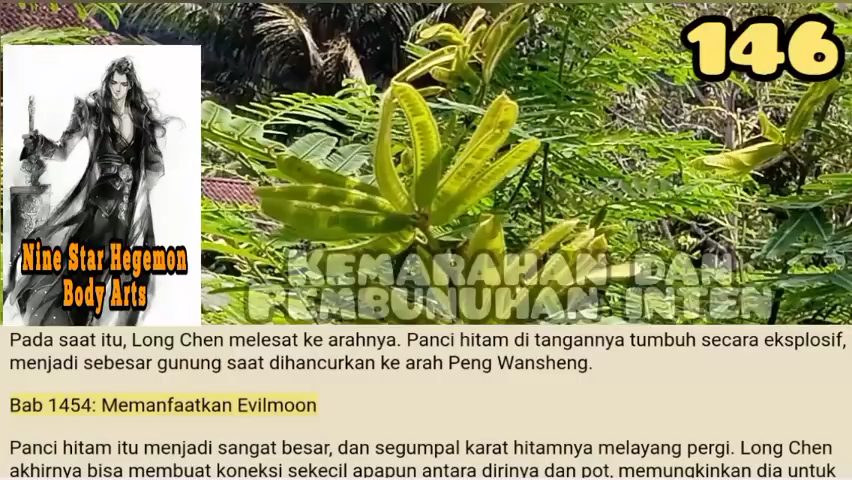 146
Nine Star Hegemon
Body Arts
KEMARAHAN DAN
PEMBUNUHAN INTEN
Pada saat itu, Long Chen melesat ke arahnya. Panci hitam di tangannya tumbuh secara eksplosif,
menjadi sebesar gunung saat dihancurkan ke arah Peng Wansheng.
Bab 1454: Memanfaatkan Evilmoon
Panci hitam itu menjadi sangat besar, dan segumpal karat hitamnya melayang pergi. Long Chen
akhirnya bisa membuat koneksi sekecil apapun antara dirinya dan pot, memungkinkan dia untuk